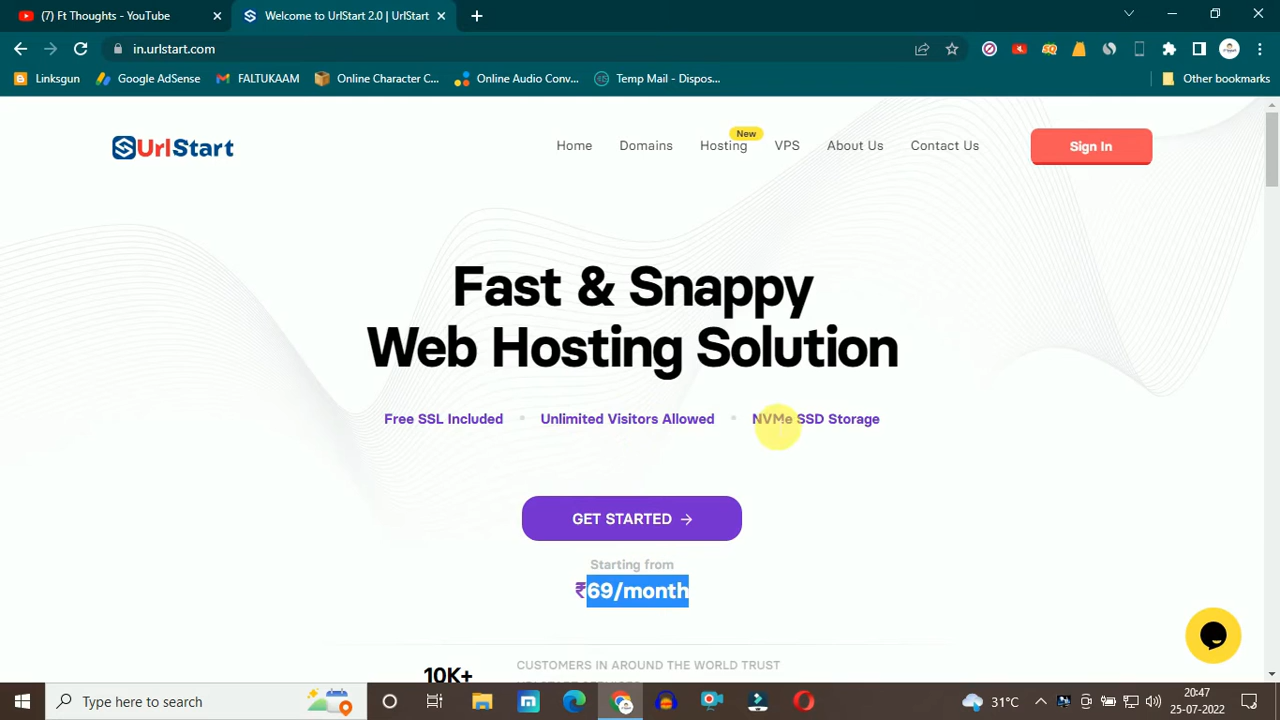 (7) Ft Thoughts - YouTube
Welcome to UrlStart 2.0 | UrlStart
in.urlstart.com
Linksgun
Google AdSense
FALTUKAAM
Online Character C...
Online Audio Conv...
Temp Mail - Dispos...
Other bookmarks
UrlStart
Home
Domains
Hosting
New
VPS
About Us
Contact Us
Sign In
Fast & Snappy
Web Hosting Solution
Free SSL Included
Unlimited Visitors Allowed
NVMe SSD Storage
GET STARTED →
Starting from
₹69/month
10K+
CUSTOMERS IN AROUND THE WORLD TRUST
Type here to search
31°C
20:47
25-07-2022